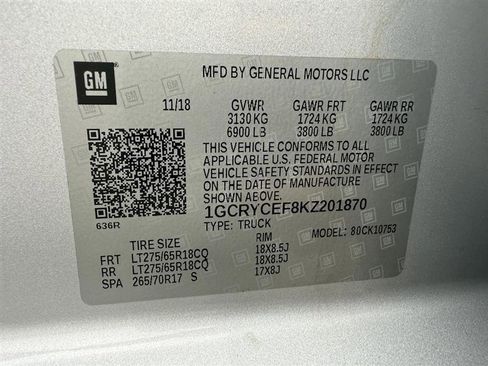 GM
MFD BY GENERAL MOTORS LLC
11/18 GVWR GAWR FRT GAWR RR
3130 KG 1724 KG 1724 KG
6900 LB 3800 LB 3800 LB
THIS VEHICLE CONFORMS TO ALL
APPLICABLE U.S. FEDERAL MOTOR
VEHICLE SAFETY STANDARDS IN EFFECT
ON THE DATE OF MANUFACTURE
SHOWN ABOVE.
1GCRYCEF8KZ201870
636R
TYPE: TRUCK MODEL: 80CK10753
TIRE SIZE RIM
FRT LT275/65R18CQ 18X8.5J
RR LT275/65R18CQ 18X8.5J
SPA 265/70R17 S 17X8J